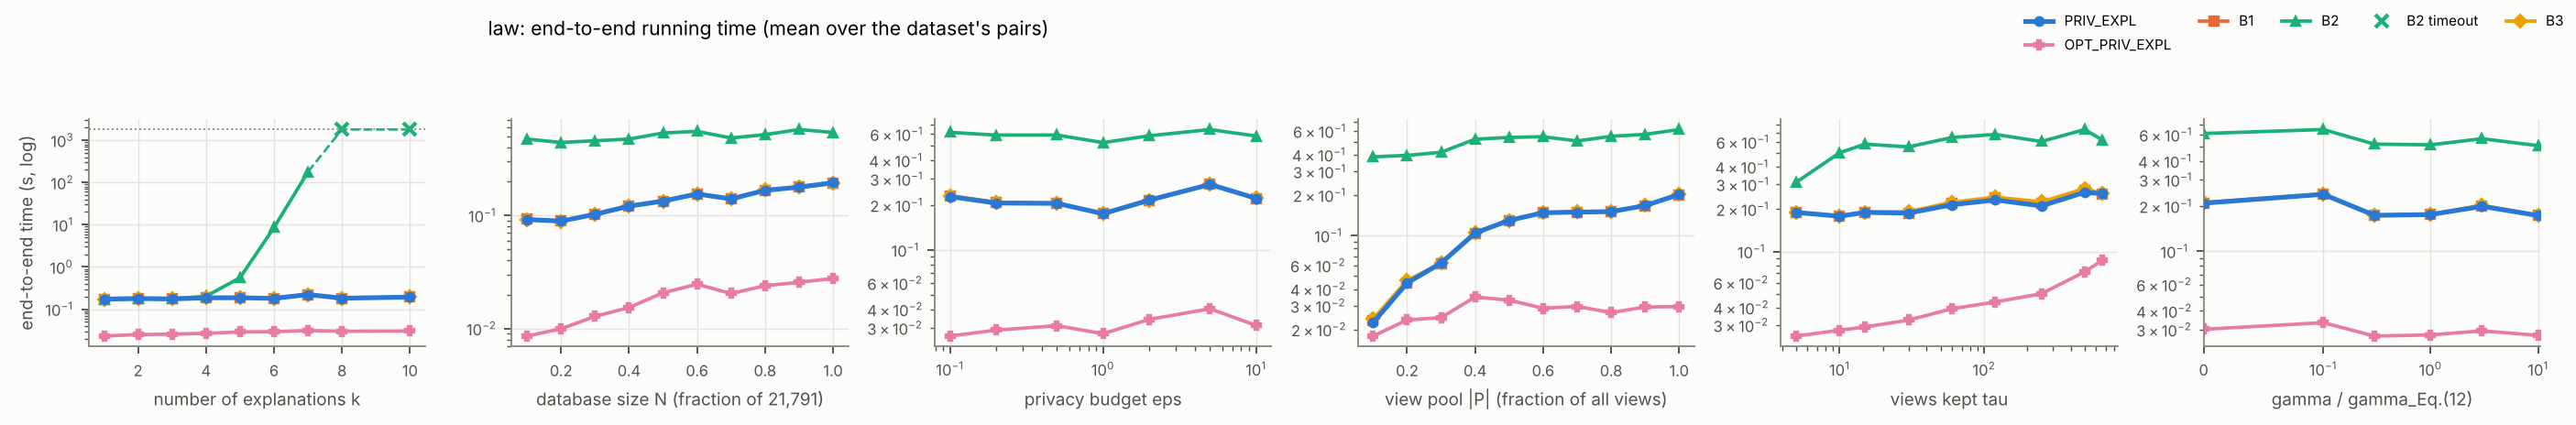 law: end-to-end running time (mean over the dataset's pairs)
PRIV_EXPL B1 B2 B2 timeout B3
OPT_PRIV_EXPL
end-to-end time (s, log)
10³
10²
10¹
10⁰
10⁻¹
2 4 6 8 10
number of explanations k
10⁻¹
10⁻²
0.2 0.4 0.6 0.8 1.0
database size N (fraction of 21,791)
6 × 10⁻¹
4 × 10⁻¹
3 × 10⁻¹
2 × 10⁻¹
10⁻¹
6 × 10⁻²
4 × 10⁻²
3 × 10⁻²
10⁻¹ 10⁰ 10¹
privacy budget eps
6 × 10⁻¹
4 × 10⁻¹
3 × 10⁻¹
2 × 10⁻¹
10⁻¹
6 × 10⁻²
4 × 10⁻²
3 × 10⁻²
2 × 10⁻²
0.2 0.4 0.6 0.8 1.0
view pool |P| (fraction of all views)
6 × 10⁻¹
4 × 10⁻¹
3 × 10⁻¹
2 × 10⁻¹
10⁻¹
6 × 10⁻²
4 × 10⁻²
3 × 10⁻²
10¹ 10²
views kept tau
6 × 10⁻¹
4 × 10⁻¹
3 × 10⁻¹
2 × 10⁻¹
10⁻¹
6 × 10⁻²
4 × 10⁻²
3 × 10⁻²
0 10⁻¹ 10⁰ 10¹
gamma / gamma_Eq.(12)